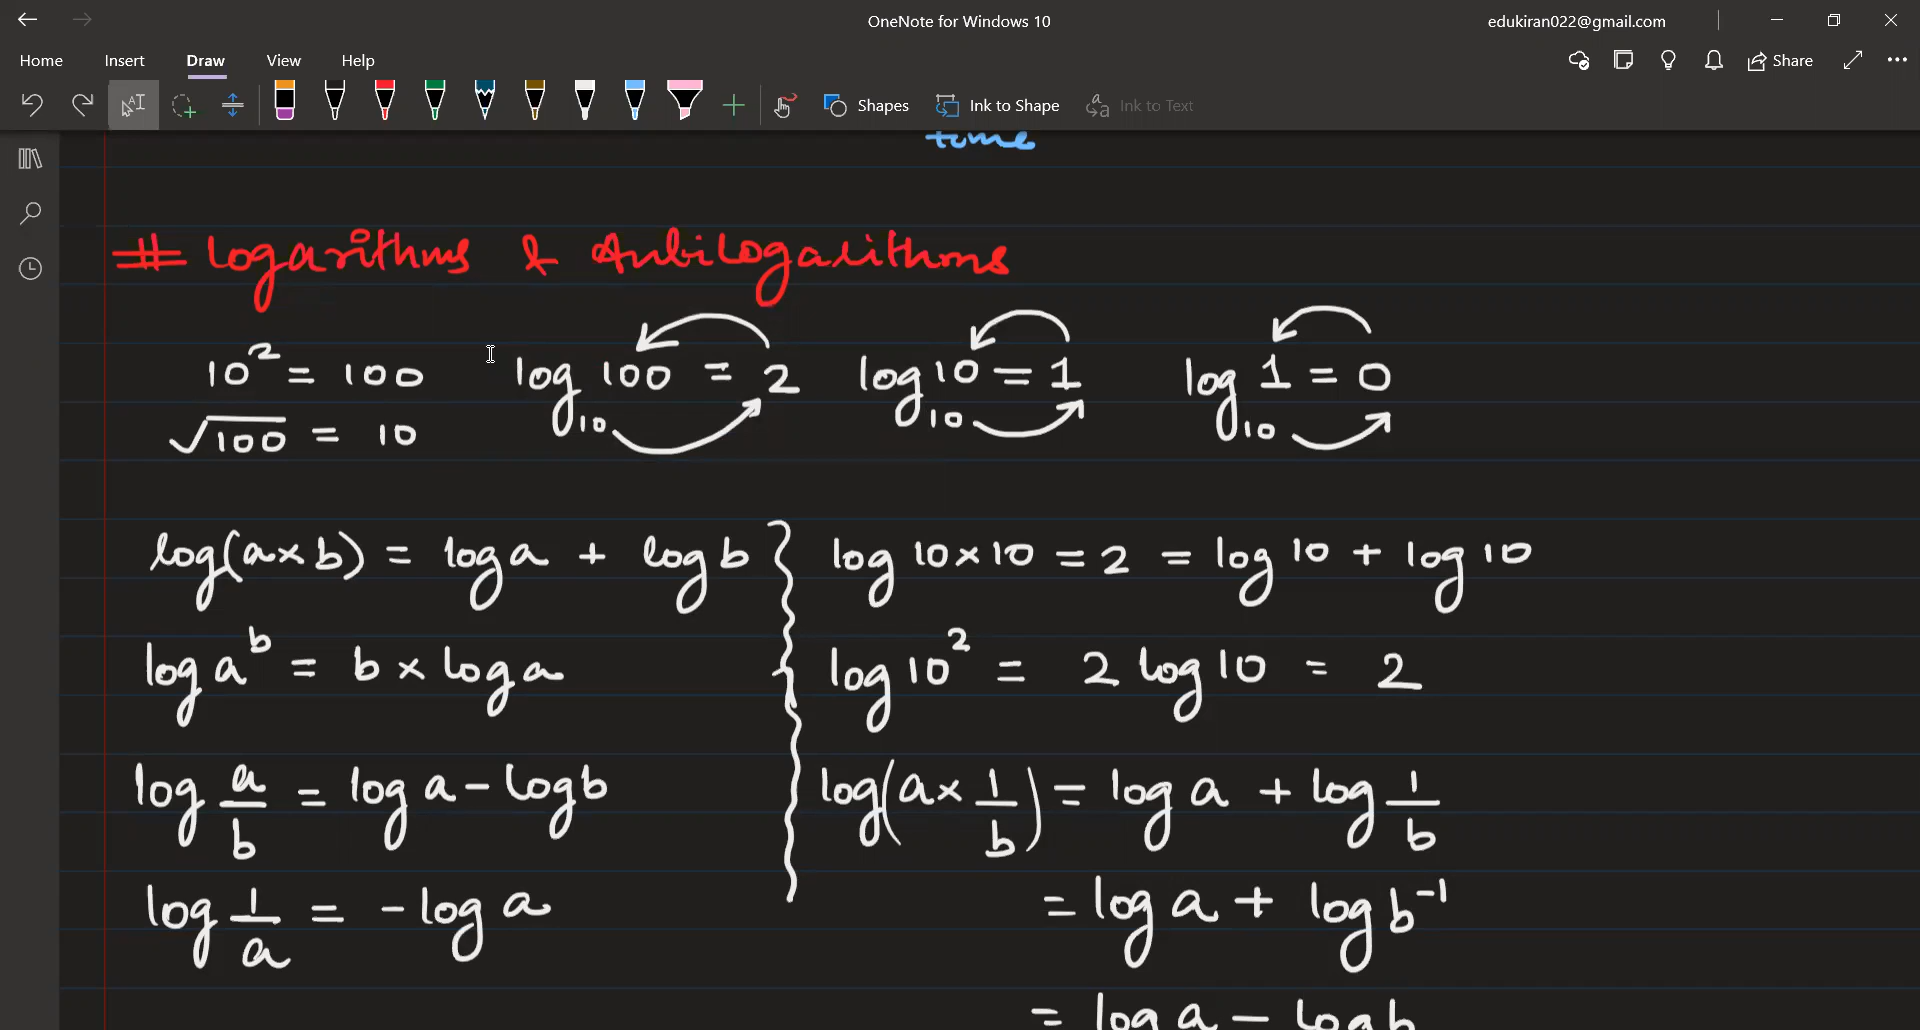 OneNote for Windows 10
edukiran022@gmail.com
Home Insert Draw View Help
Share
Shapes Ink to Shape Ink to Text
time
# Logarithms & Antilogarithms
10² = 100
√100 = 10
log₁₀ 100 = 2
log₁₀ 10 = 1
log₁₀ 1 = 0
log(a×b) = log a + log b
log aᵇ = b × log a
log a/b = log a - log b
log 1/a = - log a
log 10×10 = 2 = log 10 + log 10
log 10² = 2 log 10 = 2
log(a× 1/b) = log a + log 1/b
= log a + log b⁻¹
= log a - log b